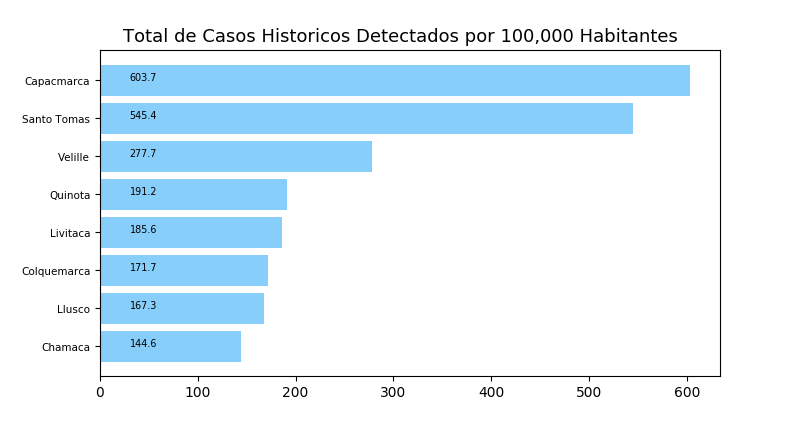 Total de Casos Historicos Detectados por 100,000 Habitantes
Capacmarca 603.7
Santo Tomas 545.4
Velille 277.7
Quinota 191.2
Livitaca 185.6
Colquemarca 171.7
Llusco 167.3
Chamaca 144.6
0 100 200 300 400 500 600